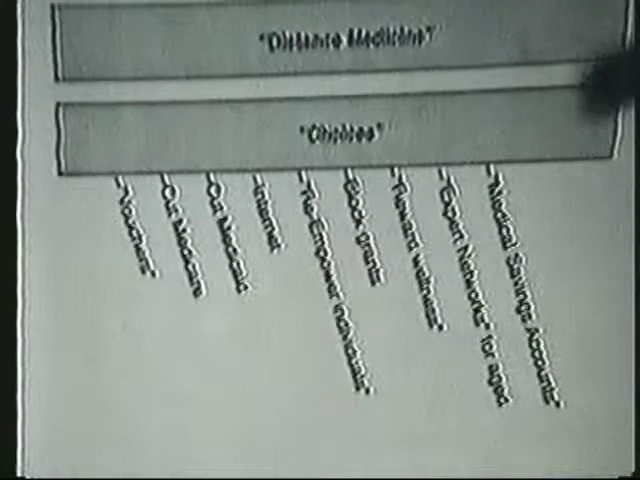 "Distance Medicine"
"Choices"
"Vouchers"
Cut Medicare
Cut Medicaid
Internet
"Re-Empower Individuals"
Block grants
"Reward wellness"
"Expert Networks" for aged
"Medical Savings Accounts"